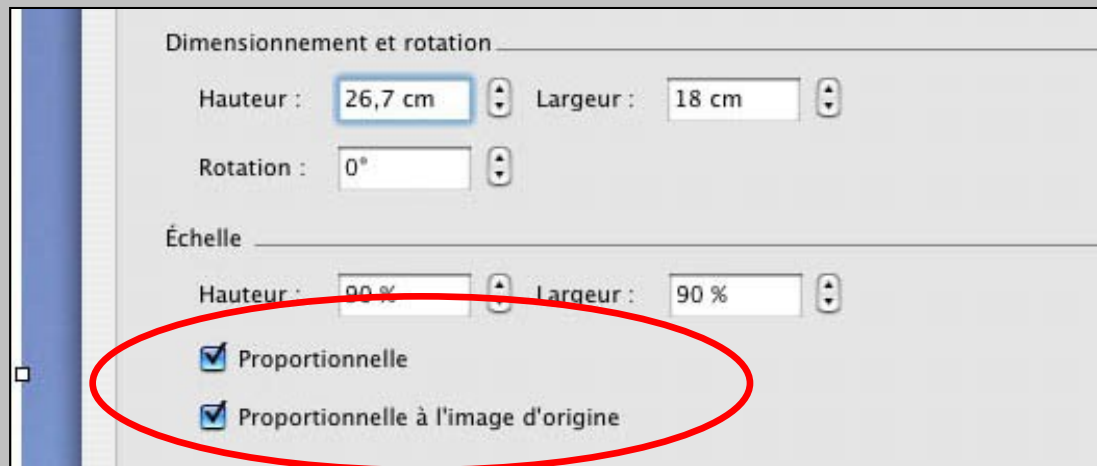 Dimensionnement et rotation
Hauteur : 26,7 cm Largeur : 18 cm
Rotation : 0°
Échelle
Hauteur : 90 % Largeur : 90 %
Proportionnelle
Proportionnelle à l'image d'origine